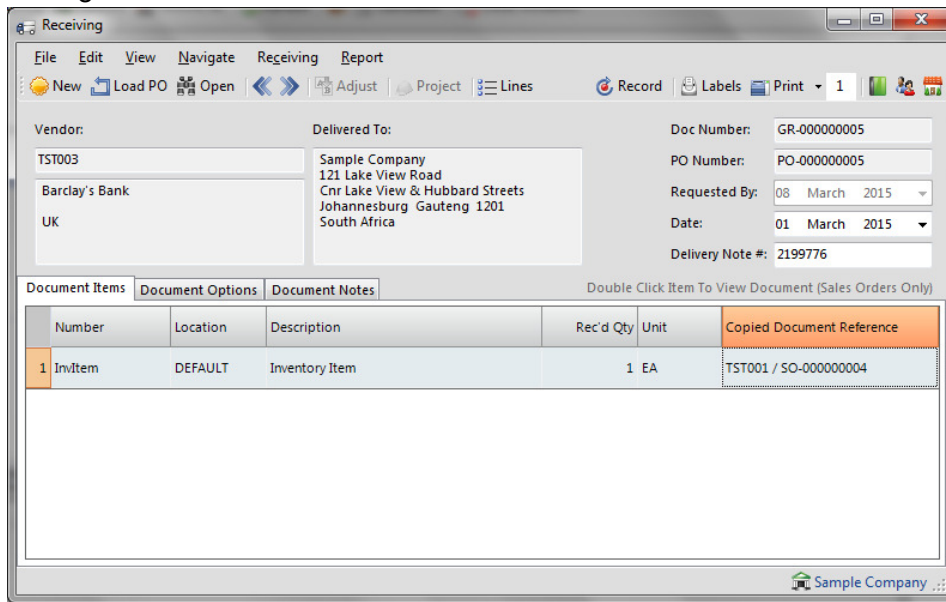 Receiving
File Edit View Navigate Receiving Report
New Load PO Open Adjust Project Lines Record Labels Print 1
Vendor:
TST003
Barclay's Bank
UK
Delivered To:
Sample Company
121 Lake View Road
Cnr Lake View & Hubbard Streets
Johannesburg Gauteng 1201
South Africa
Doc Number: GR-000000005
PO Number: PO-000000005
Requested By: 08 March 2015
Date: 01 March 2015
Delivery Note #: 2199776
Document Items Document Options Document Notes Double Click Item To View Document (Sales Orders Only)
Number Location Description Rec'd Qty Unit Copied Document Reference
1 InvItem DEFAULT Inventory Item 1 EA TST001 / SO-000000004
Sample Company